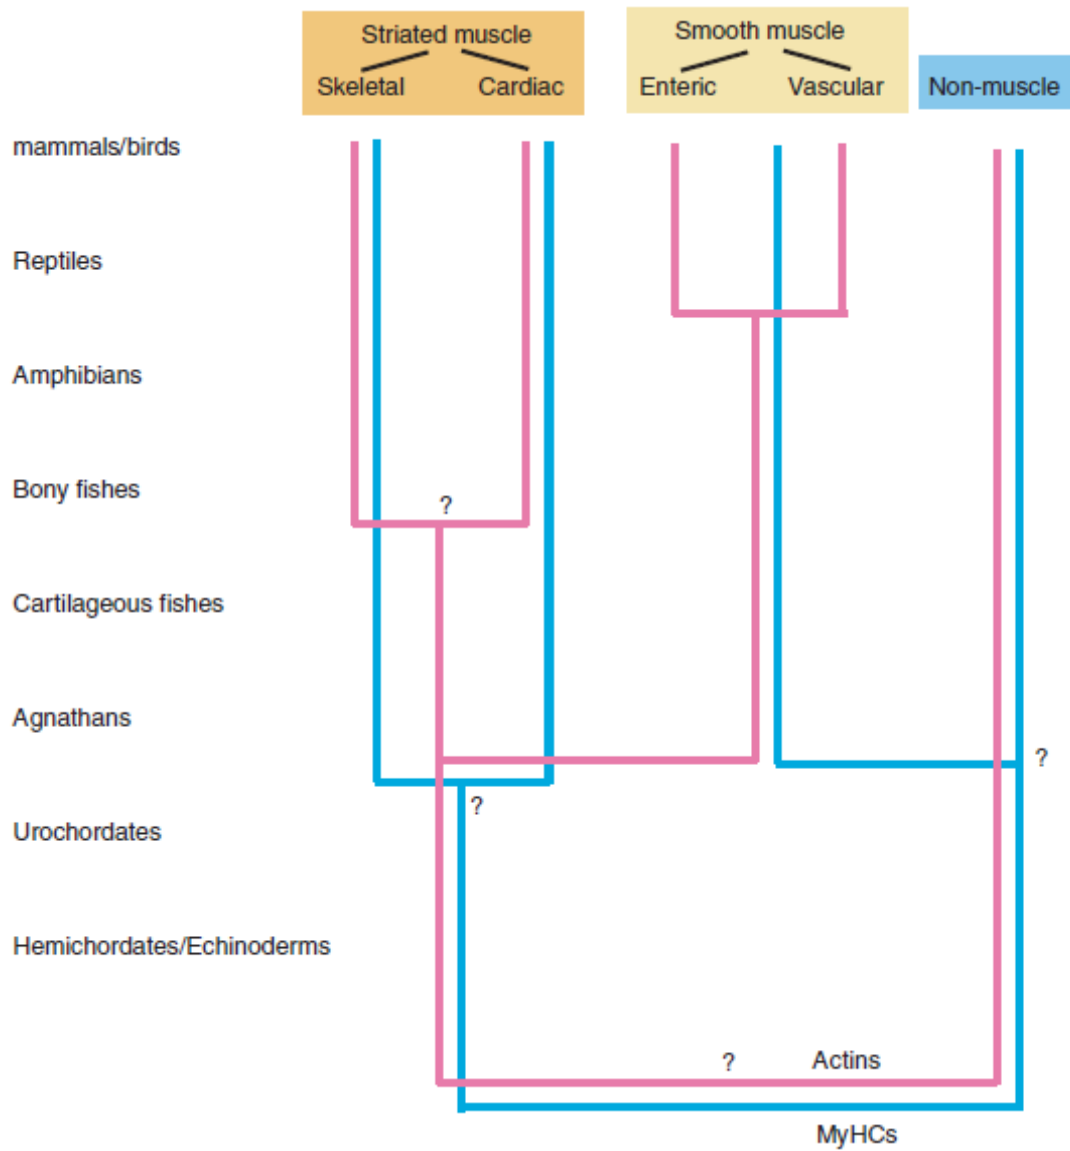 Striated muscle
Smooth muscle
Skeletal
Cardiac
Enteric
Vascular
Non-muscle
mammals/birds
Reptiles
Amphibians
Bony fishes
?
Cartilageous fishes
Agnathans
?
?
Urochordates
Hemichordates/Echinoderms
?
Actins
MyHCs